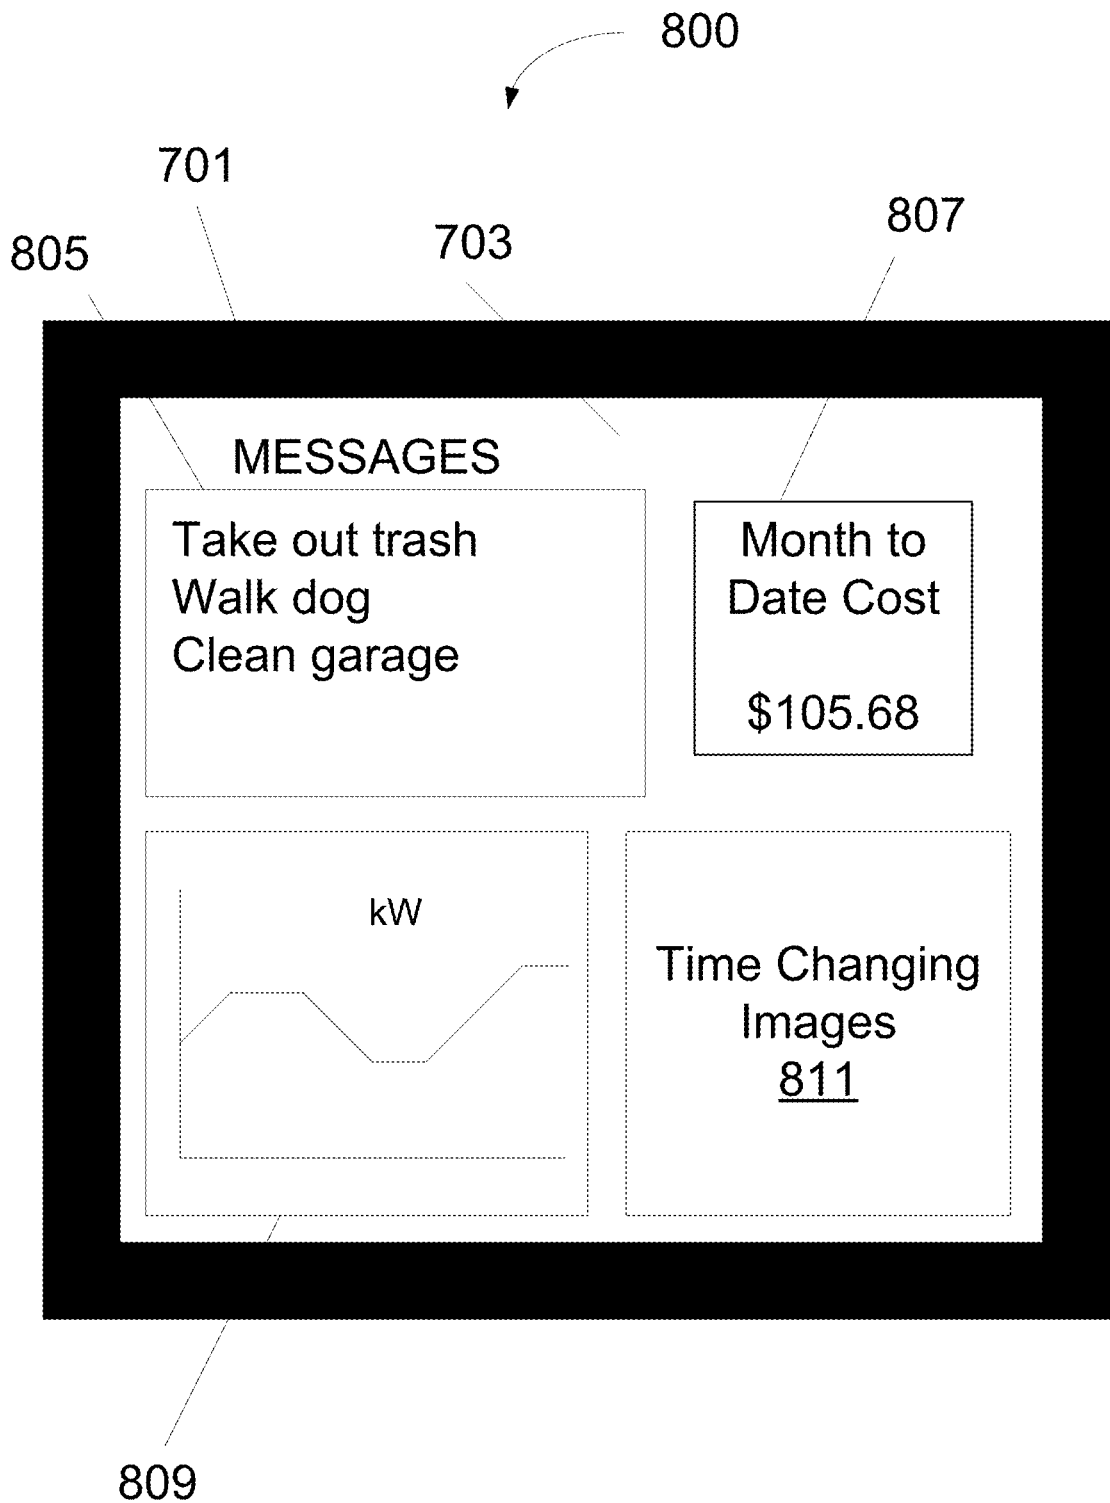 800
701
807
703
805
MESSAGES
Take out trash
Walk dog
Clean garage
Month to
Date Cost
$105.68
kW
Time Changing
Images
811
809